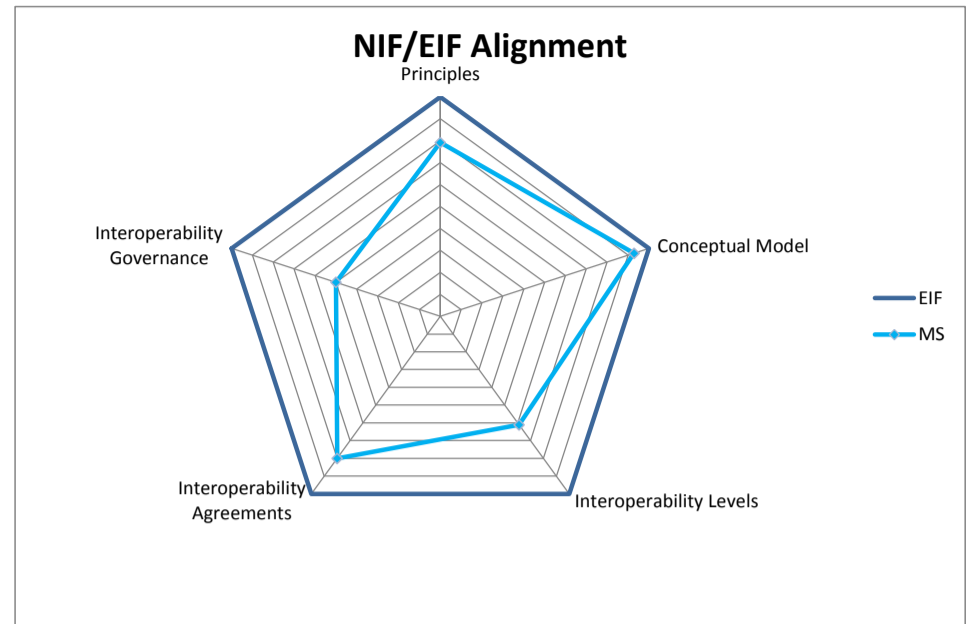 NIF/EIF Alignment
Principles
Interoperability
Governance
Conceptual Model
EIF
MS
Interoperability
Agreements
Interoperability Levels